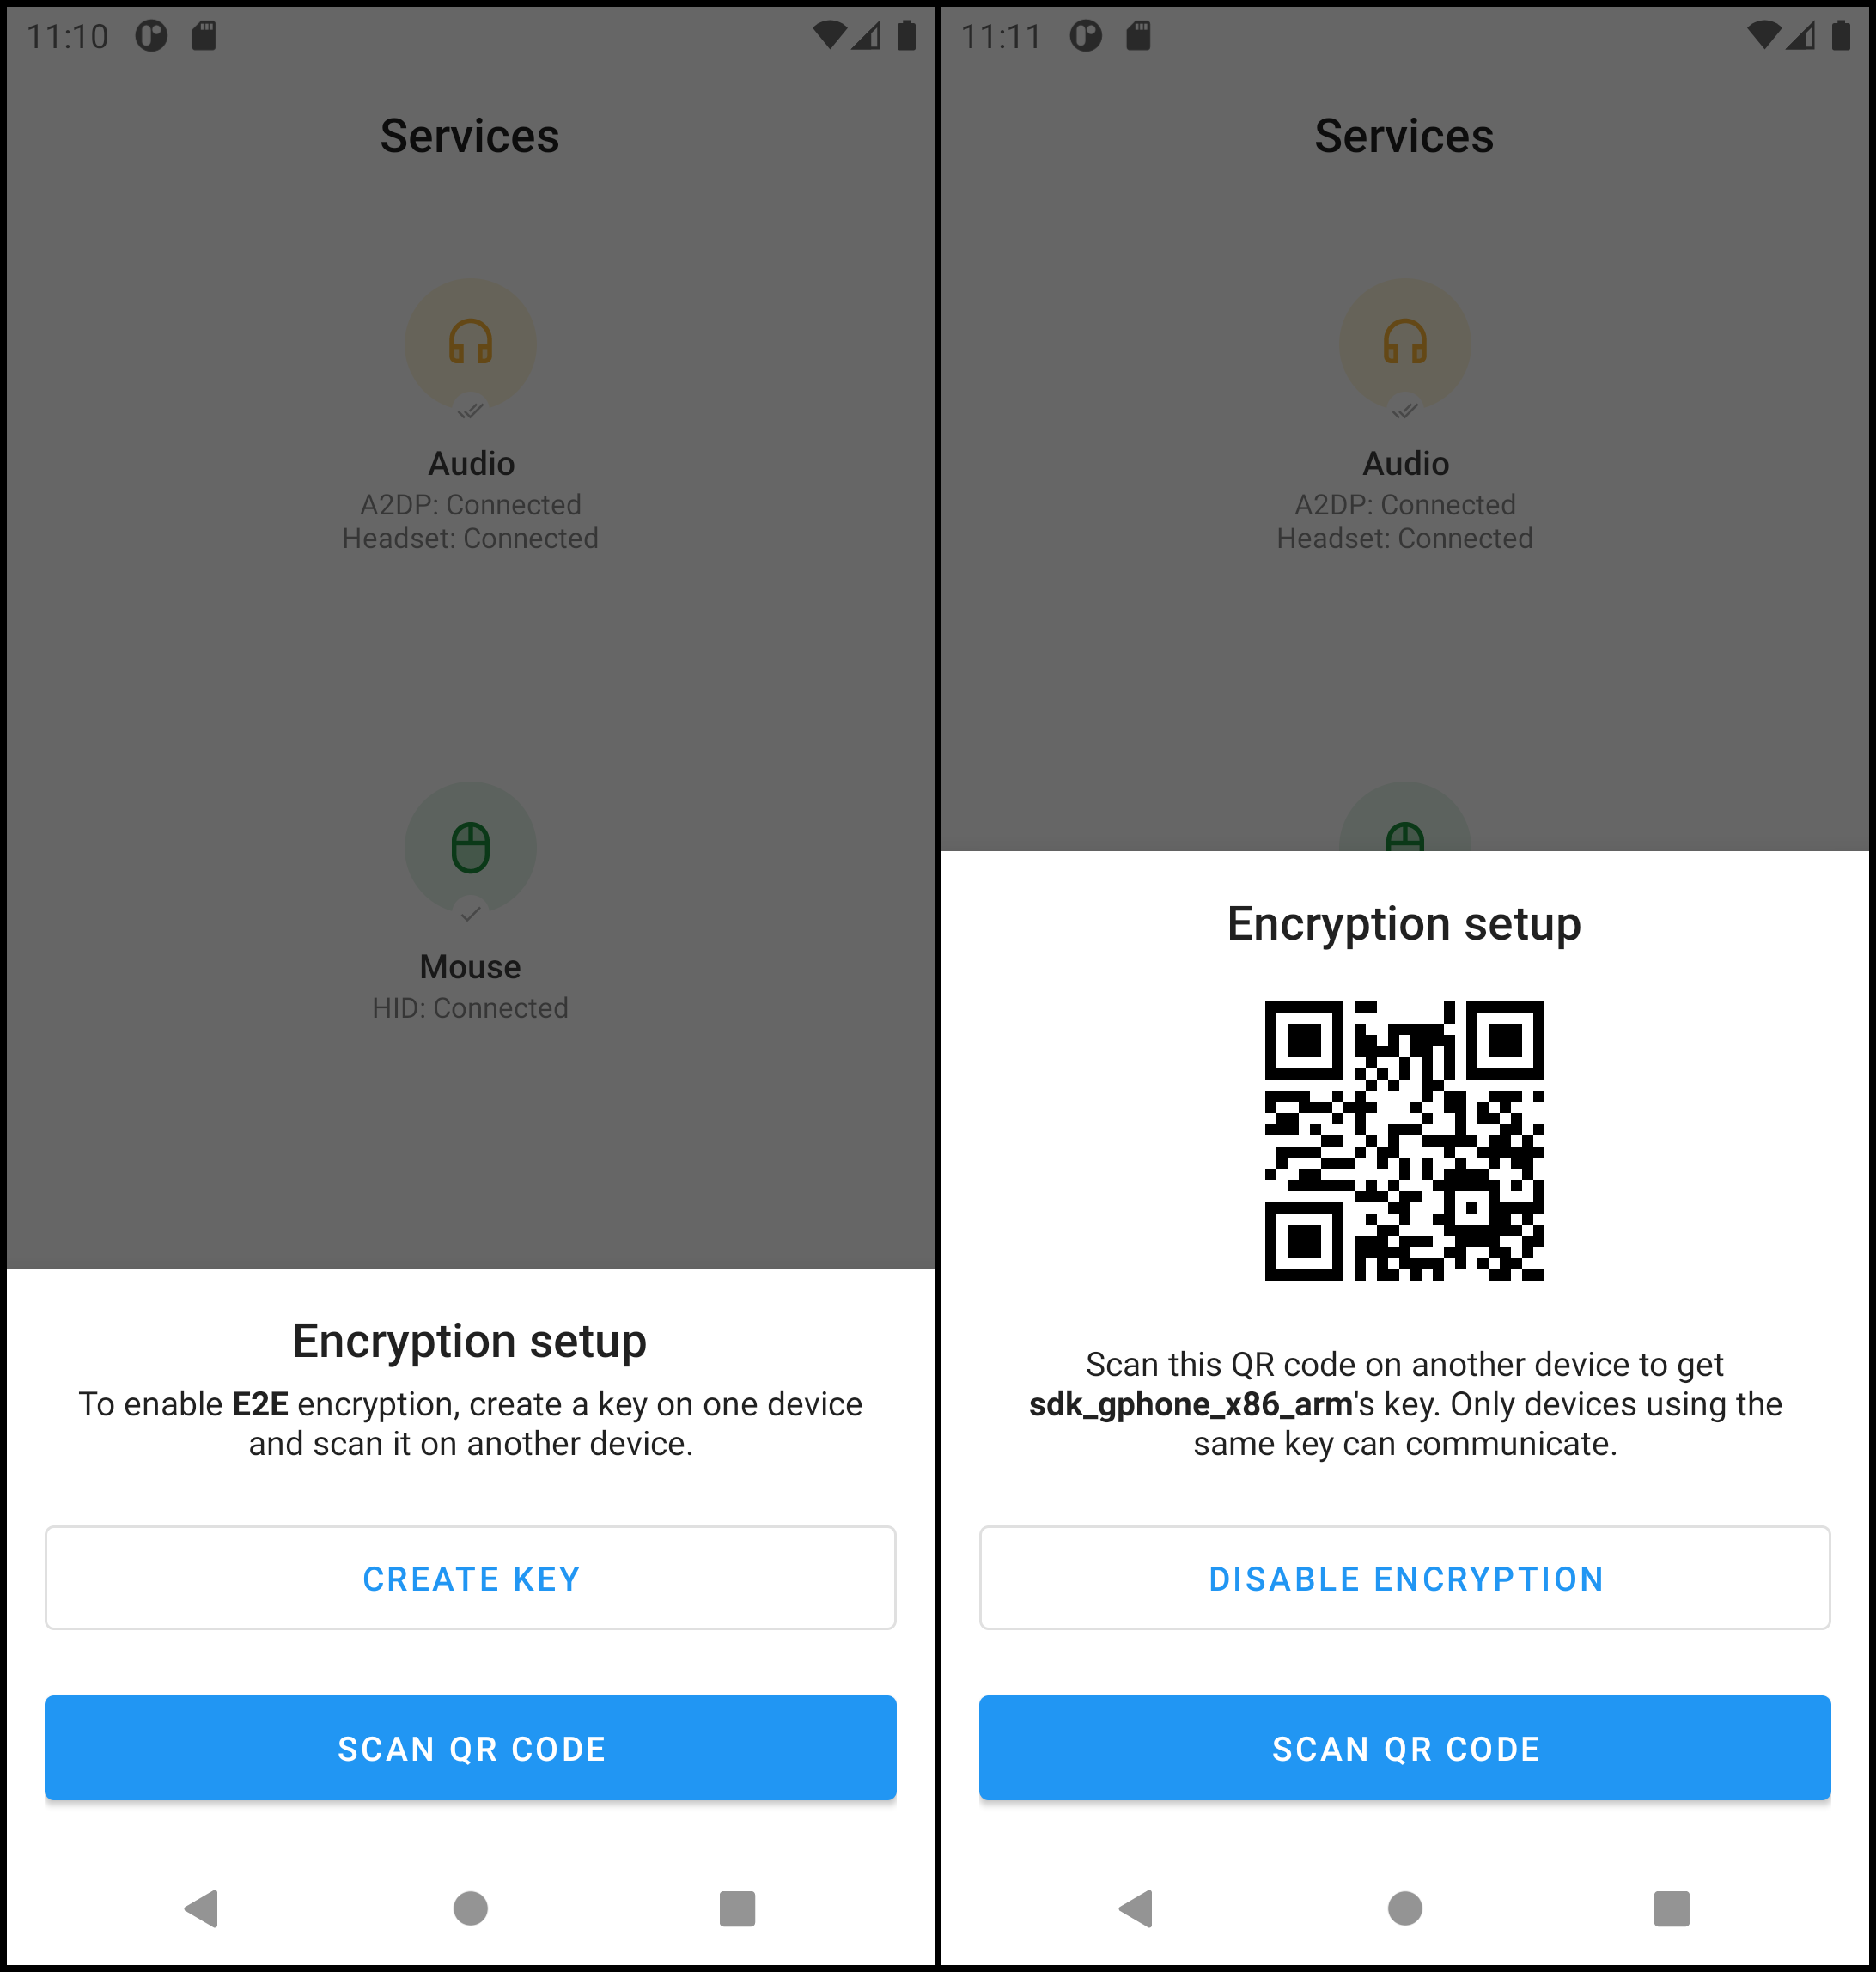 11:10
Services
Audio
A2DP: Connected
Headset: Connected
Mouse
HID: Connected
Encryption setup
To enable E2E encryption, create a key on one device
and scan it on another device.
CREATE KEY
SCAN QR CODE
11:11
Services
Audio
A2DP: Connected
Headset: Connected
Encryption setup
Scan this QR code on another device to get
sdk_gphone_x86_arm's key. Only devices using the
same key can communicate.
DISABLE ENCRYPTION
SCAN QR CODE